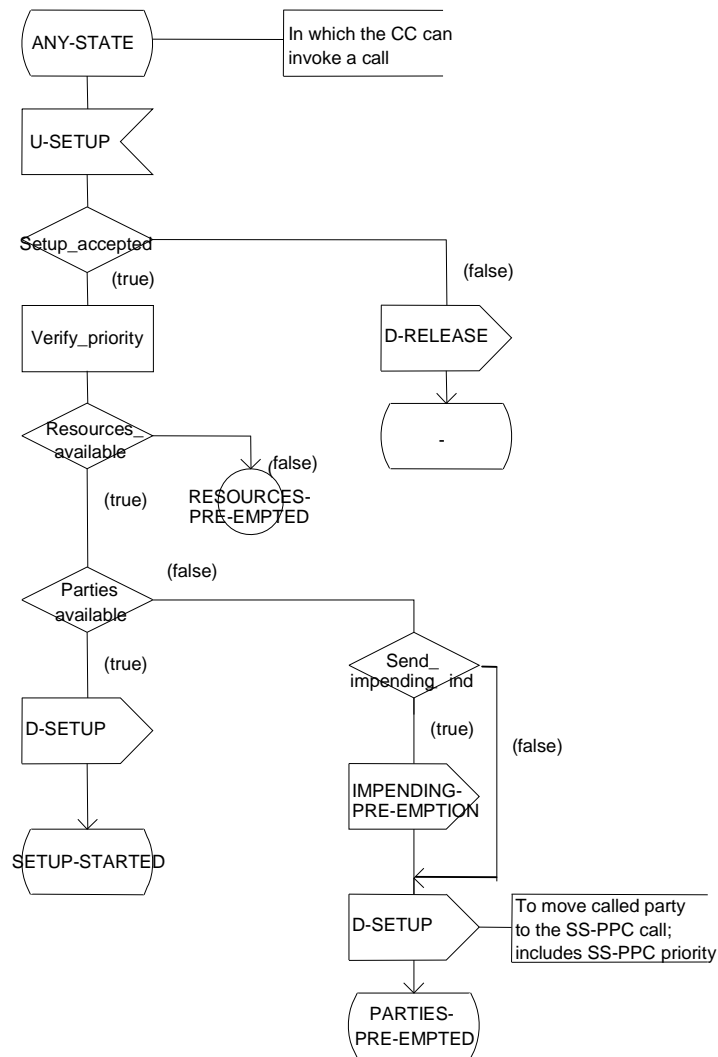 ANY-STATE
In which the CC can
invoke a call
U-SETUP
Setup_accepted
(true)
(false)
Verify_priority
D-RELEASE
Resources_
available
-
(false)
(true)
RESOURCES-
PRE-EMPTED
Parties
available
(false)
(true)
Send_
impending_ind
D-SETUP
(true)
(false)
IMPENDING-
PRE-EMPTION
SETUP-STARTED
D-SETUP
To move called party
to the SS-PPC call;
includes SS-PPC priority
PARTIES-
PRE-EMPTED